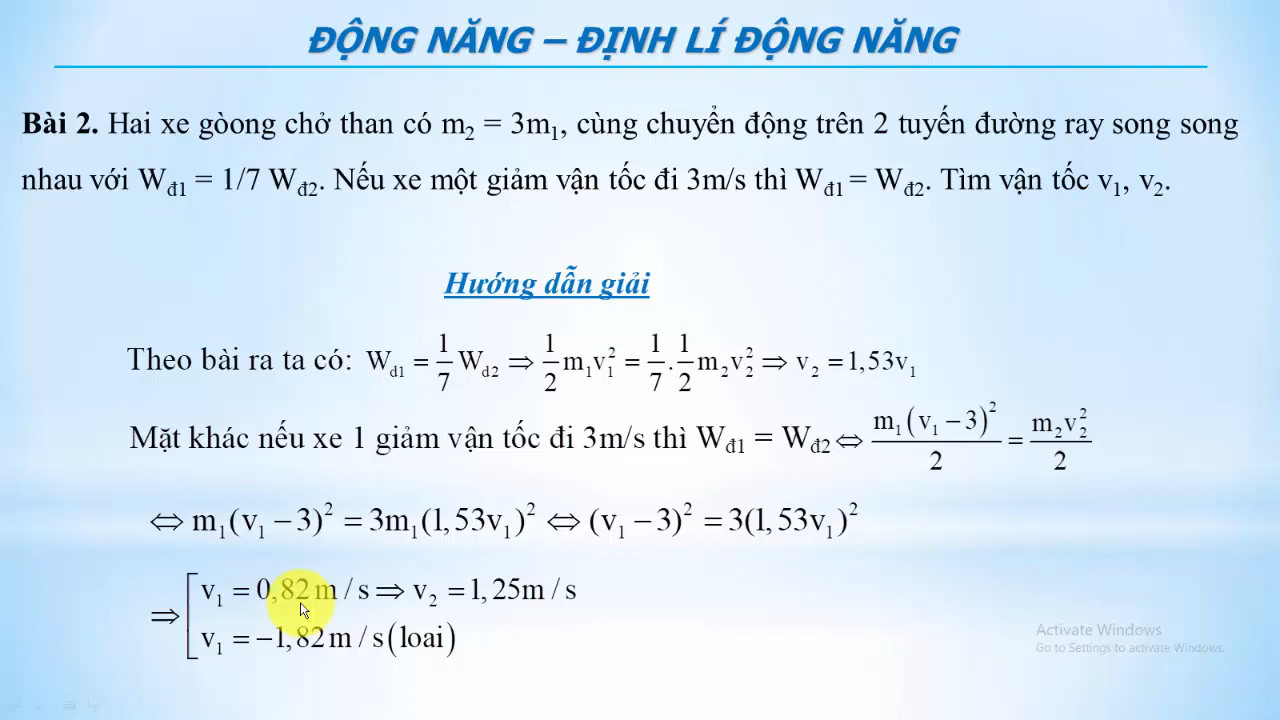 ĐỘNG NĂNG – ĐỊNH LÍ ĐỘNG NĂNG
Bài 2. Hai xe gòong chở than có m₂ = 3m₁, cùng chuyển động trên 2 tuyến đường ray song song
nhau với Wđ₁ = 1/7 Wđ₂. Nếu xe một giảm vận tốc đi 3m/s thì Wđ₁ = Wđ₂. Tìm vận tốc v₁, v₂.
Hướng dẫn giải
Theo bài ra ta có: W_d1 = 1/7 W_d2 ⇒ 1/2 m₁v₁² = 1/7 . 1/2 m₂v₂² ⇒ v₂ = 1,53v₁
Mặt khác nếu xe 1 giảm vận tốc đi 3m/s thì Wđ₁ = Wđ₂ ⇔ m₁(v₁ − 3)²/2 = m₂v₂²/2
⇔ m₁(v₁ − 3)² = 3m₁(1,53v₁)² ⇔ (v₁ − 3)² = 3(1,53v₁)²
⇒ [ v₁ = 0,82m / s ⇒ v₂ = 1,25m / s
v₁ = −1,82m / s(loai)
Activate Windows
Go to Settings to activate Windows.